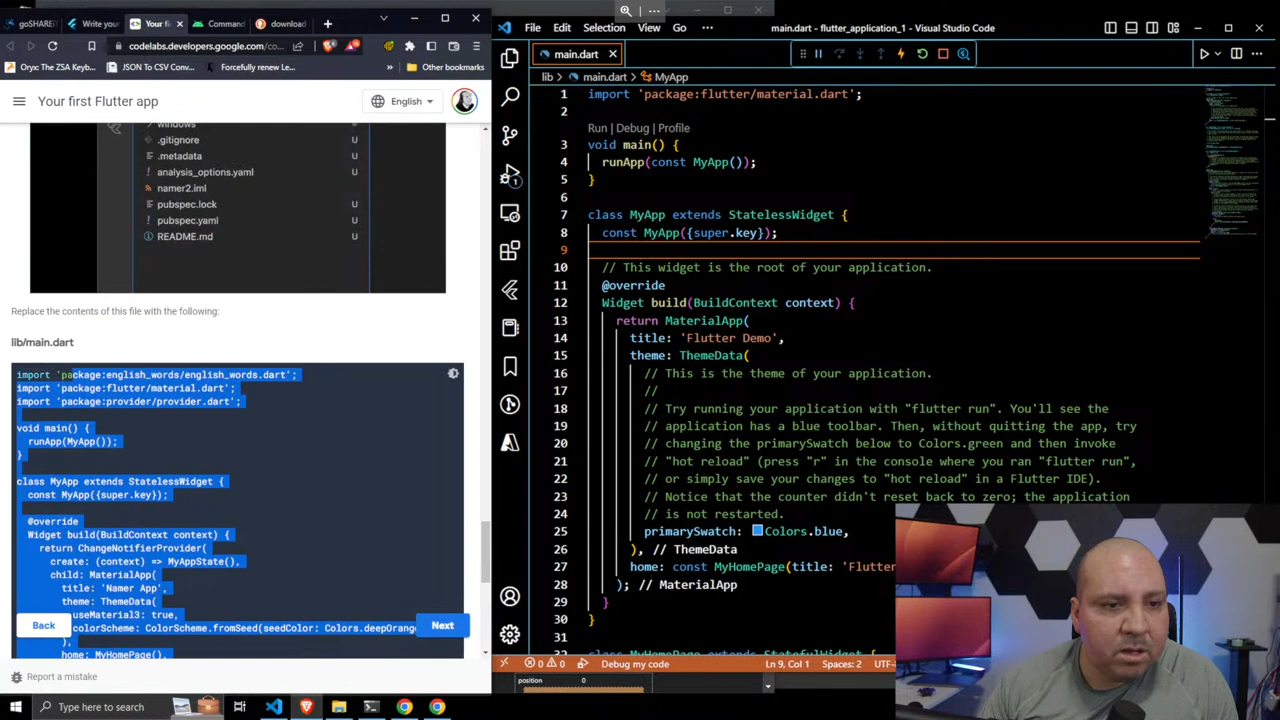 goSHARE
Write your
Your fi
Command
download
codelabs.developers.google.com/co...
Oryx: The ZSA Keyb...
JSON To CSV Conv...
Forcefully renew Le...
Other bookmarks
Your first Flutter app
English
windows
.gitignore U
.metadata U
analysis_options.yaml U
namer2.iml U
pubspec.lock U
pubspec.yaml U
README.md U
Replace the contents of this file with the following:
lib/main.dart
import 'package:english_words/english_words.dart';
import 'package:flutter/material.dart';
import 'package:provider/provider.dart';
void main() {
runApp(MyApp());
}
class MyApp extends StatelessWidget {
const MyApp({super.key});
@override
Widget build(BuildContext context) {
return ChangeNotifierProvider(
create: (context) => MyAppState(),
child: MaterialApp(
title: 'Namer App',
theme: ThemeData(
useMaterial3: true,
colorScheme: ColorScheme.fromSeed(seedColor: Colors.deepOrange
),
home: MyHomePage(),
Back
Next
Report a mistake
Type here to search
File Edit Selection View Go ...
main.dart - flutter_application_1 - Visual Studio Code
main.dart
lib > main.dart > MyApp
1 import 'package:flutter/material.dart';
2
Run | Debug | Profile
3 void main() {
4 runApp(const MyApp());
5 }
6
7 class MyApp extends StatelessWidget {
8 const MyApp({super.key});
9
10 // This widget is the root of your application.
11 @override
12 Widget build(BuildContext context) {
13 return MaterialApp(
14 title: 'Flutter Demo',
15 theme: ThemeData(
16 // This is the theme of your application.
17 //
18 // Try running your application with "flutter run". You'll see the
19 // application has a blue toolbar. Then, without quitting the app, try
20 // changing the primarySwatch below to Colors.green and then invoke
21 // "hot reload" (press "r" in the console where you ran "flutter run",
22 // or simply save your changes to "hot reload" in a Flutter IDE).
23 // Notice that the counter didn't reset back to zero; the application
24 // is not restarted.
25 primarySwatch: Colors.blue,
26 ), // ThemeData
27 home: const MyHomePage(title: 'Flutter
28 ); // MaterialApp
29 }
30 }
31
32 class MyHomePage extends StatefulWidget {
1
0 0 Debug my code Ln 9, Col 1 Spaces: 2 UTF-
position 0